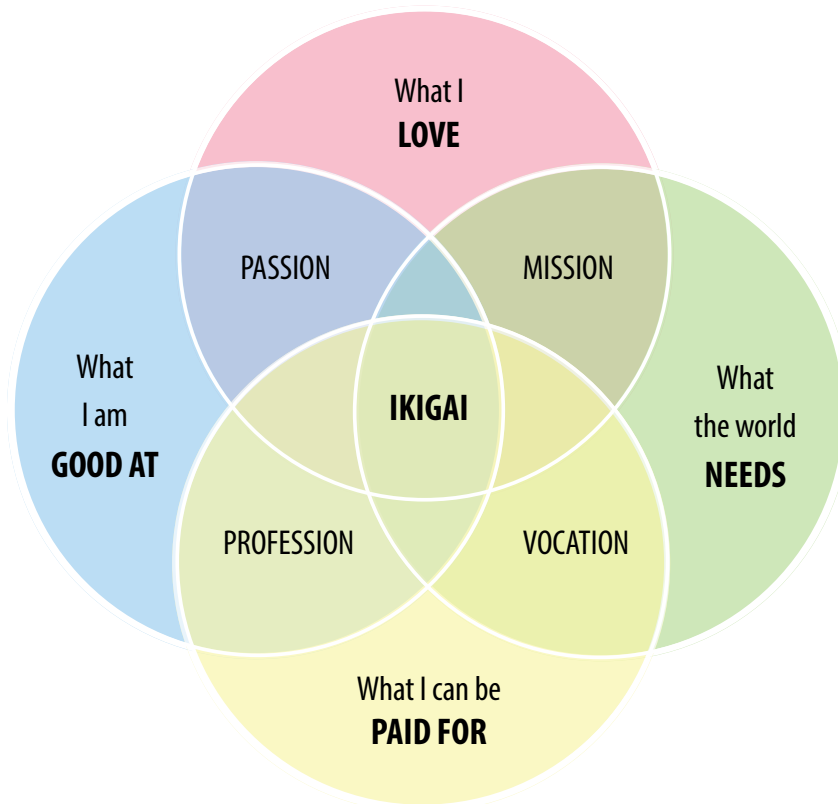 What I
LOVE
PASSION
MISSION
What
I am
GOOD AT
IKIGAI
What
the world
NEEDS
PROFESSION
VOCATION
What I can be
PAID FOR